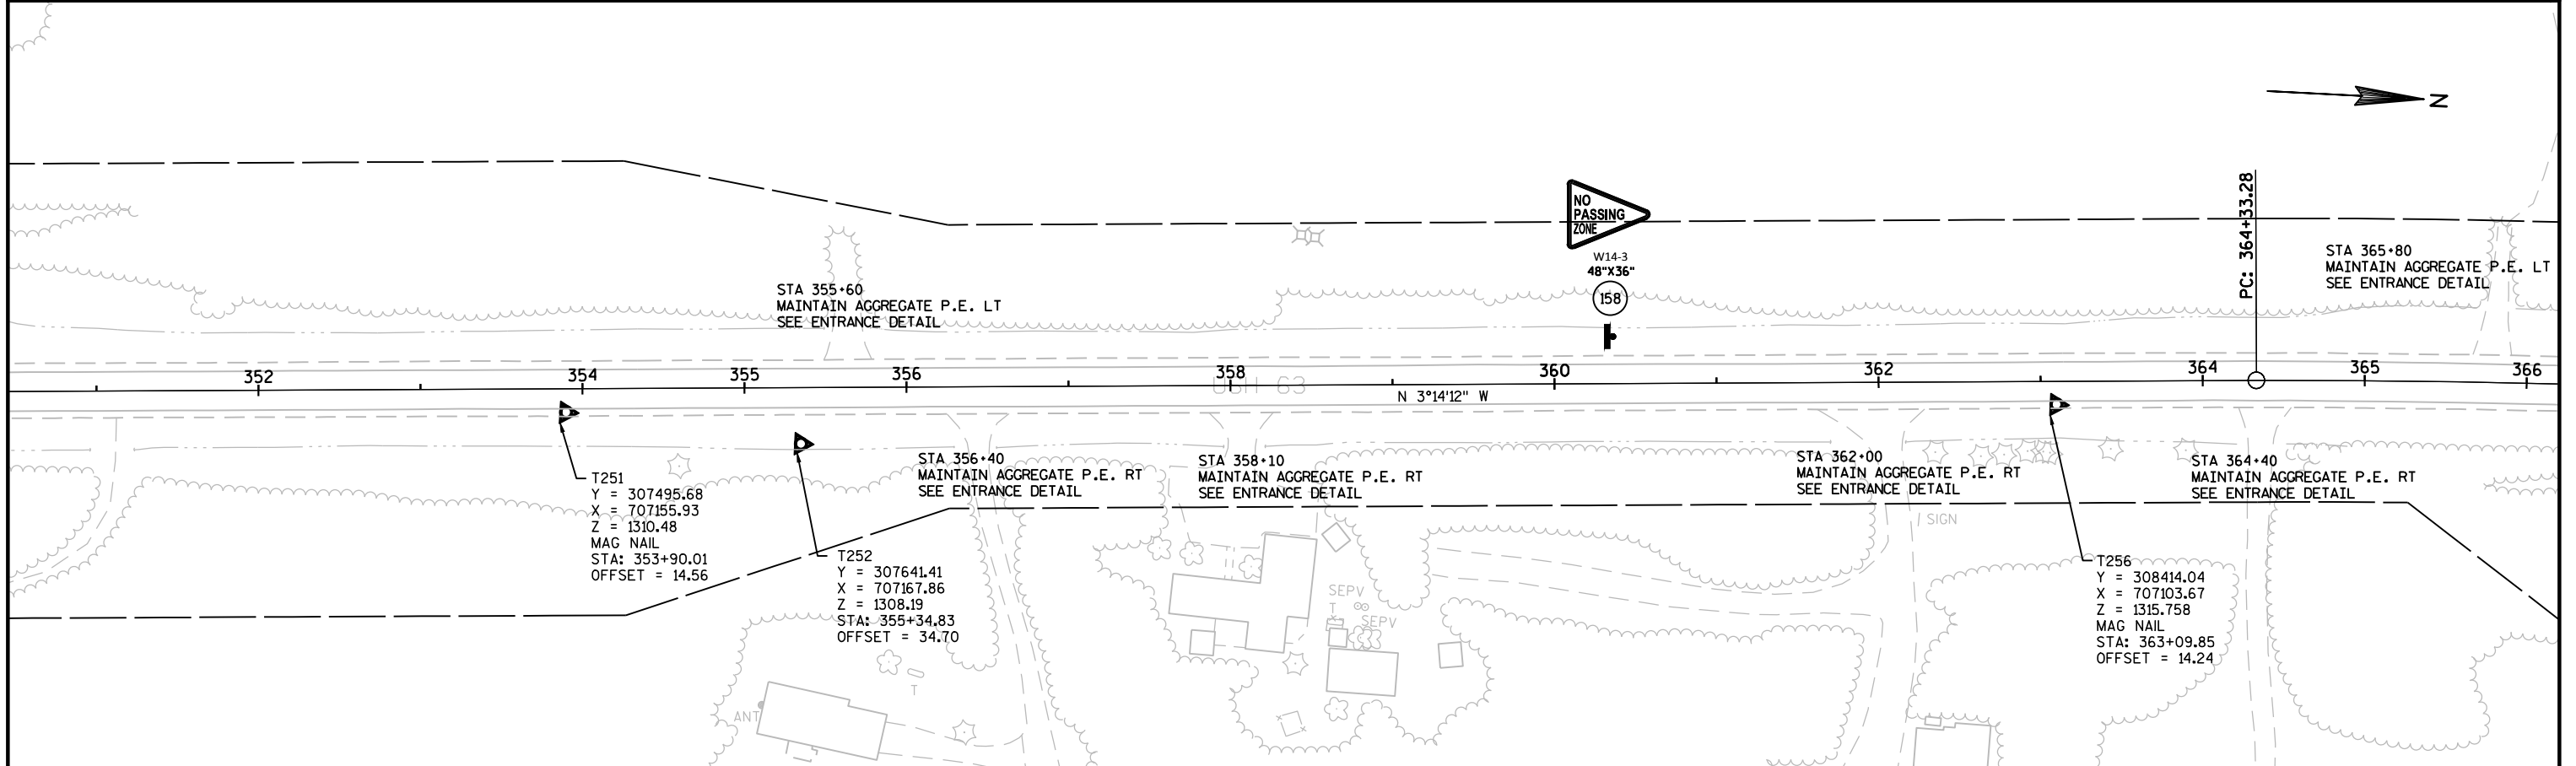 N
PC: 364+33.28
NO
PASSING
ZONE
W14-3
48"X36"
158
STA 365+80
MAINTAIN AGGREGATE P.E. LT
SEE ENTRANCE DETAIL
STA 355+60
MAINTAIN AGGREGATE P.E. LT
SEE ENTRANCE DETAIL
352
354
355
356
358
360
362
364
365
366
USH 63
N 3°14'12" W
STA 356+40
MAINTAIN AGGREGATE P.E. RT
SEE ENTRANCE DETAIL
STA 358+10
MAINTAIN AGGREGATE P.E. RT
SEE ENTRANCE DETAIL
STA 362+00
MAINTAIN AGGREGATE P.E. RT
SEE ENTRANCE DETAIL
STA 364+40
MAINTAIN AGGREGATE P.E. RT
SEE ENTRANCE DETAIL
T251
Y = 307495.68
X = 707155.93
Z = 1310.48
MAG NAIL
STA: 353+90.01
OFFSET = 14.56
T252
Y = 307641.41
X = 707167.86
Z = 1308.19
STA: 355+34.83
OFFSET = 34.70
SIGN
T256
Y = 308414.04
X = 707103.67
Z = 1315.758
MAG NAIL
STA: 363+09.85
OFFSET = 14.24
SEPV
T
SEPV
T
ANT